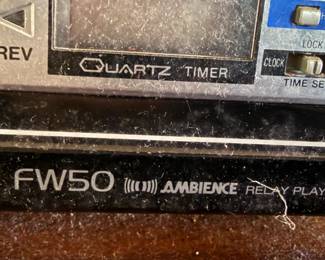 LOCK
REV
CLOCK
QUARTZ TIMER
TIME SE
FW50 AMBIENCE RELAY PLAY